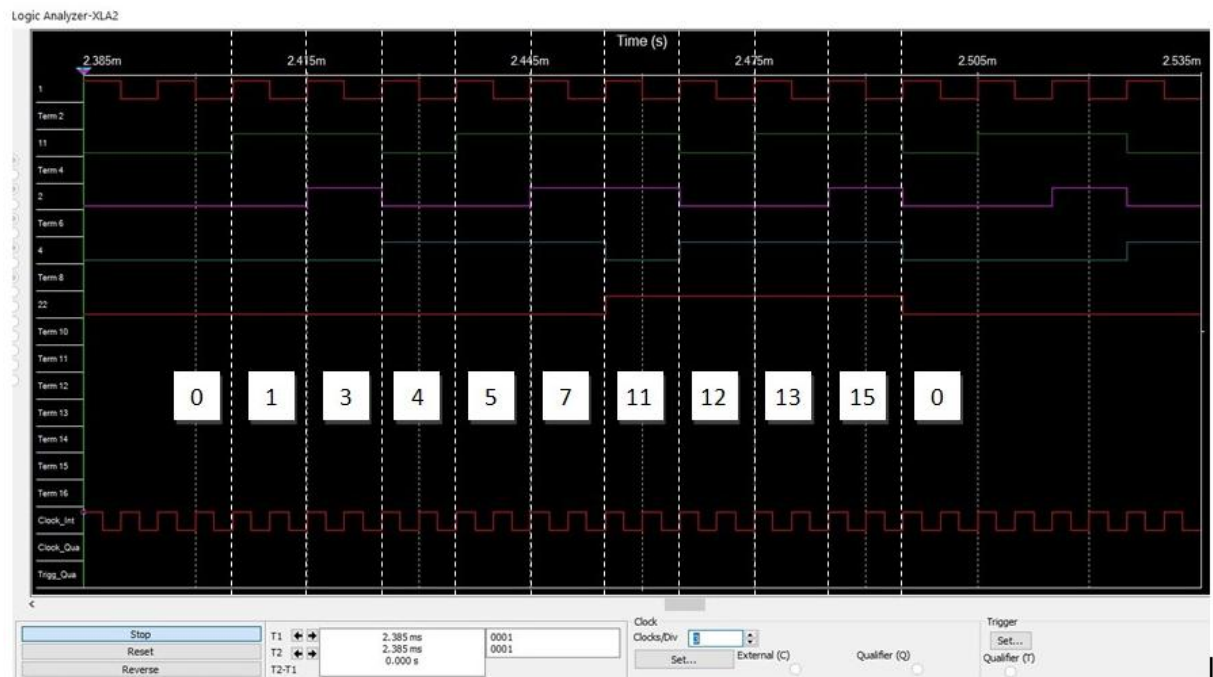 Logic Analyzer-XLA2
Time (s)
2.385m 2.415m 2.445m 2.475m 2.505m 2.535m
1
Term 2
11
Term 4
2
Term 6
4
Term 8
22
Term 10
Term 11
Term 12
0 1 3 4 5 7 11 12 13 15 0
Term 13
Term 14
Term 15
Term 16
Clock_Int
Clock_Qua
Trigg_Qua
Stop
Reset
Reverse
T1 2.385 ms 0001
T2 2.385 ms 0001
T2-T1 0.000 s
Clock
Clocks/Div 3
Set...
External (C)
Qualifier (Q)
Trigger
Set...
Qualifier (T)